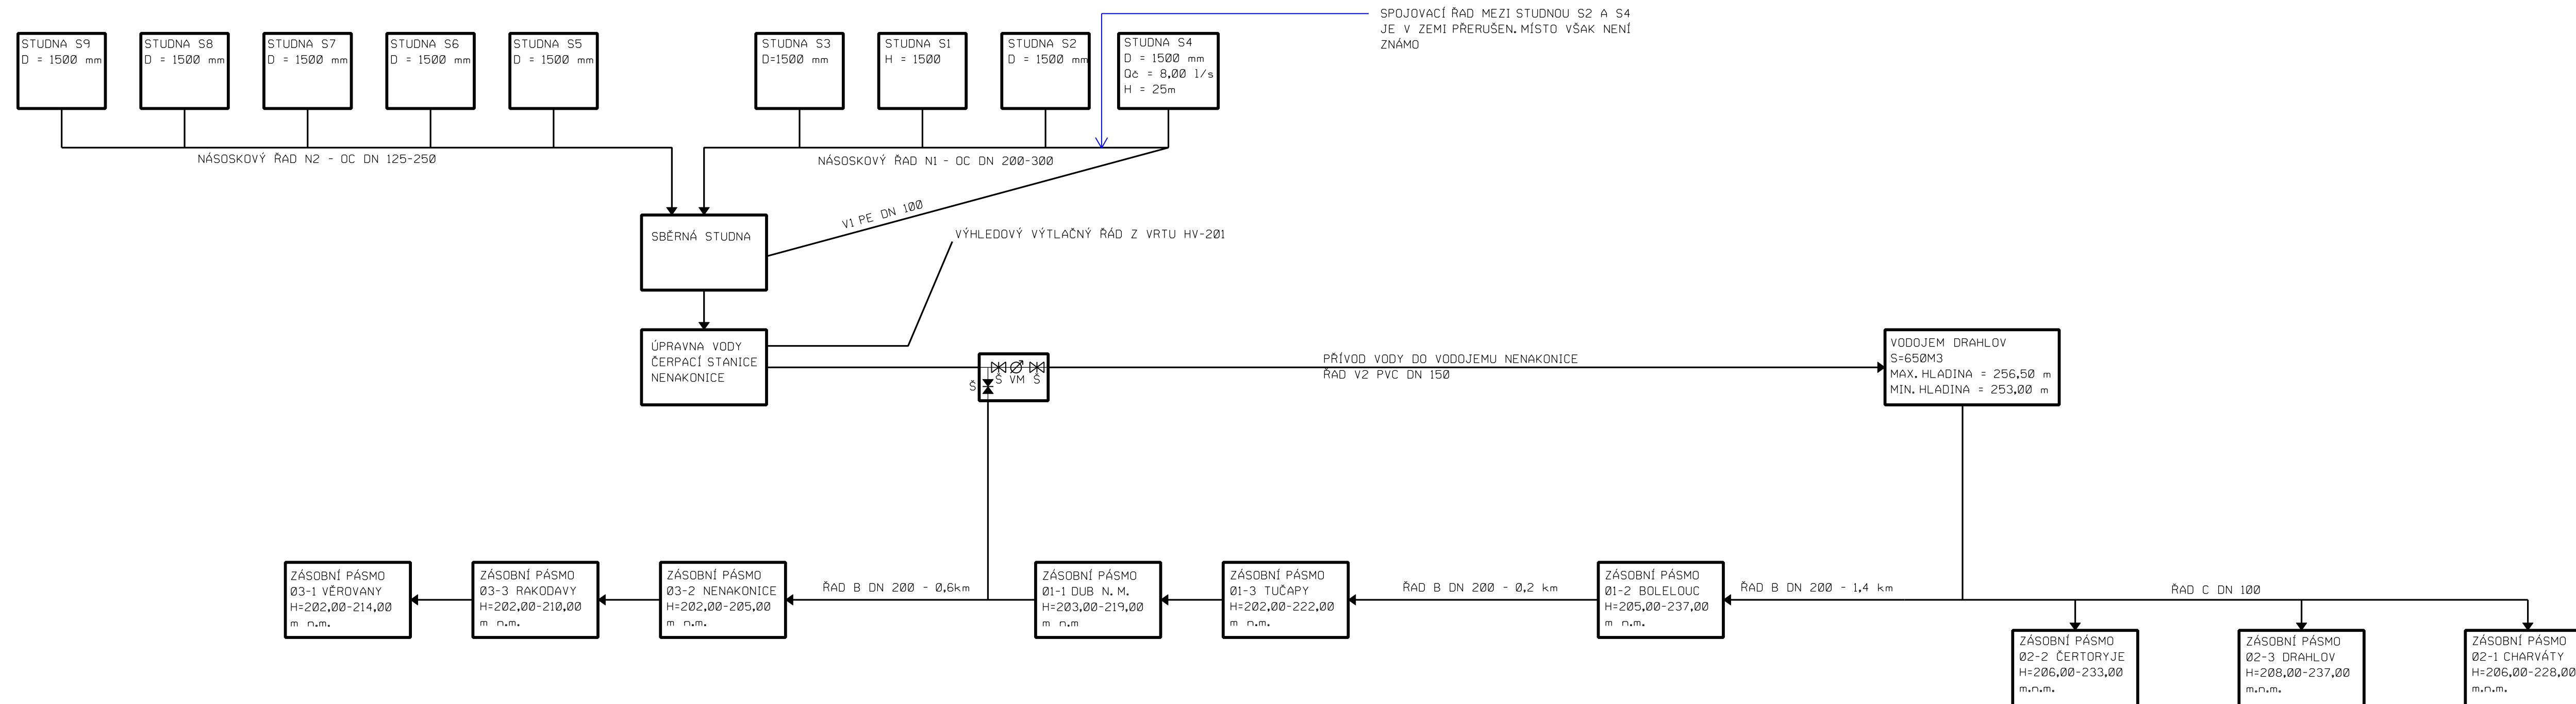 SPOJOVACÍ ŘAD MEZI STUDNOU S2 A S4
JE V ZEMI PŘERUŠEN. MÍSTO VŠAK NENÍ
ZNÁMO
STUDNA S9
D = 1500 mm
STUDNA S8
D = 1500 mm
STUDNA S7
D = 1500 mm
STUDNA S6
D = 1500 mm
STUDNA S5
D = 1500 mm
STUDNA S3
D=1500 mm
STUDNA S1
H = 1500
STUDNA S2
D = 1500 mm
STUDNA S4
D = 1500 mm
Qč = 8,00 l/s
H = 25m
NÁSOSKOVÝ ŘAD N2 - OC DN 125-250
NÁSOSKOVÝ ŘAD N1 - OC DN 200-300
V1 PE DN 100
SBĚRNÁ STUDNA
VÝHLEDOVÝ VÝTLAČNÝ ŘÁD Z VRTU HV-201
ÚPRAVNA VODY
ČERPACÍ STANICE
NENAKONICE
Š VM Š
Š
PŘÍVOD VODY DO VODOJEMU NENAKONICE
ŘAD V2 PVC DN 150
VODOJEM DRAHLOV
S=650M3
MAX. HLADINA = 256,50 m
MIN. HLADINA = 253,00 m
ZÁSOBNÍ PÁSMO
03-1 VĚROVANY
H=202,00-214,00
m n.m.
ZÁSOBNÍ PÁSMO
03-3 RAKODAVY
H=202,00-210,00
m n.m.
ZÁSOBNÍ PÁSMO
03-2 NENAKONICE
H=202,00-205,00
m n.m.
ŘAD B DN 200 - 0,6km
ZÁSOBNÍ PÁSMO
01-1 DUB N. M.
H=203,00-219,00
m n.m
ZÁSOBNÍ PÁSMO
01-3 TUČAPY
H=202,00-222,00
m n.m.
ŘAD B DN 200 - 0,2 km
ZÁSOBNÍ PÁSMO
01-2 BOLELOUC
H=205,00-237,00
m n.m.
ŘAD B DN 200 - 1,4 km
ŘAD C DN 100
ZÁSOBNÍ PÁSMO
02-2 ČERTORYJE
H=206,00-233,00
m.n.m.
ZÁSOBNÍ PÁSMO
02-3 DRAHLOV
H=208,00-237,00
m.n.m.
ZÁSOBNÍ PÁSMO
02-1 CHARVÁTY
H=206,00-228,00
m.n.m.